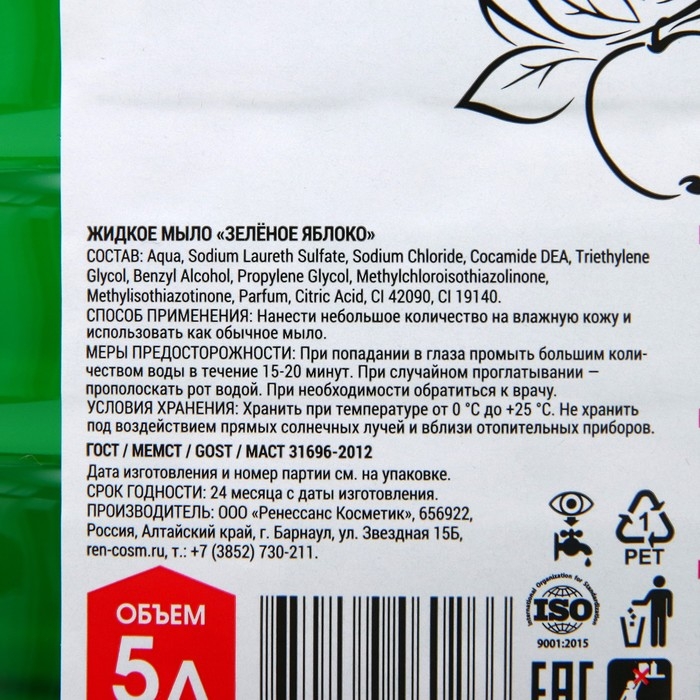 ЖИДКОЕ МЫЛО «ЗЕЛЁНОЕ ЯБЛОКО»
СОСТАВ: Aqua, Sodium Laureth Sulfate, Sodium Chloride, Cocamide DEA, Triethylene
Glycol, Benzyl Alcohol, Propylene Glycol, Methylchloroisothiazolinone,
Methylisothiazotinone, Parfum, Citric Acid, CI 42090, CI 19140.
СПОСОБ ПРИМЕНЕНИЯ: Нанести небольшое количество на влажную кожу и
использовать как обычное мыло.
МЕРЫ ПРЕДОСТОРОЖНОСТИ: При попадании в глаза промыть большим коли-
чеством воды в течение 15-20 минут. При случайном проглатывании —
прополоскать рот водой. При необходимости обратиться к врачу.
УСЛОВИЯ ХРАНЕНИЯ: Хранить при температуре от 0 °С до +25 °С. Не хранить
под воздействием прямых солнечных лучей и вблизи отопительных приборов.
ГОСТ / МЕМСТ / GOST / МАСТ 31696-2012
Дата изготовления и номер партии см. на упаковке.
СРОК ГОДНОСТИ: 24 месяца с даты изготовления.
ПРОИЗВОДИТЕЛЬ: ООО «Ренессанс Косметик», 656922,
Россия, Алтайский край, г. Барнаул, ул. Звездная 15Б,
ren-cosm.ru, т.: +7 (3852) 730-211.
1
PET
International Organization for Standardization
ISO
9001:2015
ОБЪЕМ
5Л
EAC